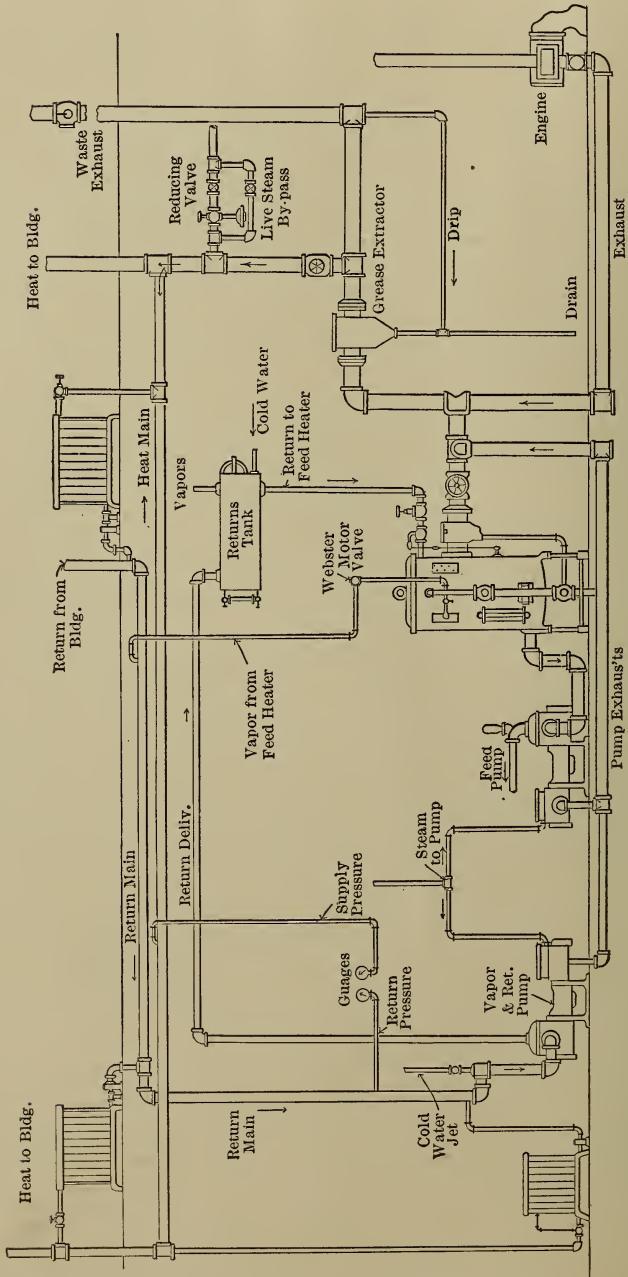 Heat to Bldg.
Return Main
Return from
Bldg.
Heat Main
Heat to Bldg.
Waste
Exhaust
Reducing
Valve
Live Steam
By-pass
Return Deliv.
Vapors
Returns
Tank
Cold Water
Return to
Feed Heater
Vapor from
Feed Heater
Webster
Motor
Valve
Grease Extractor
Drip
Drain
Engine
Exhaust
Supply
Pressure
Guages
Return
Pressure
Return
Main
Cold
Water
Jet
Steam
to Pump
Vapor
& Ret.
Pump
Feed
Pump
Pump Exhaus'ts